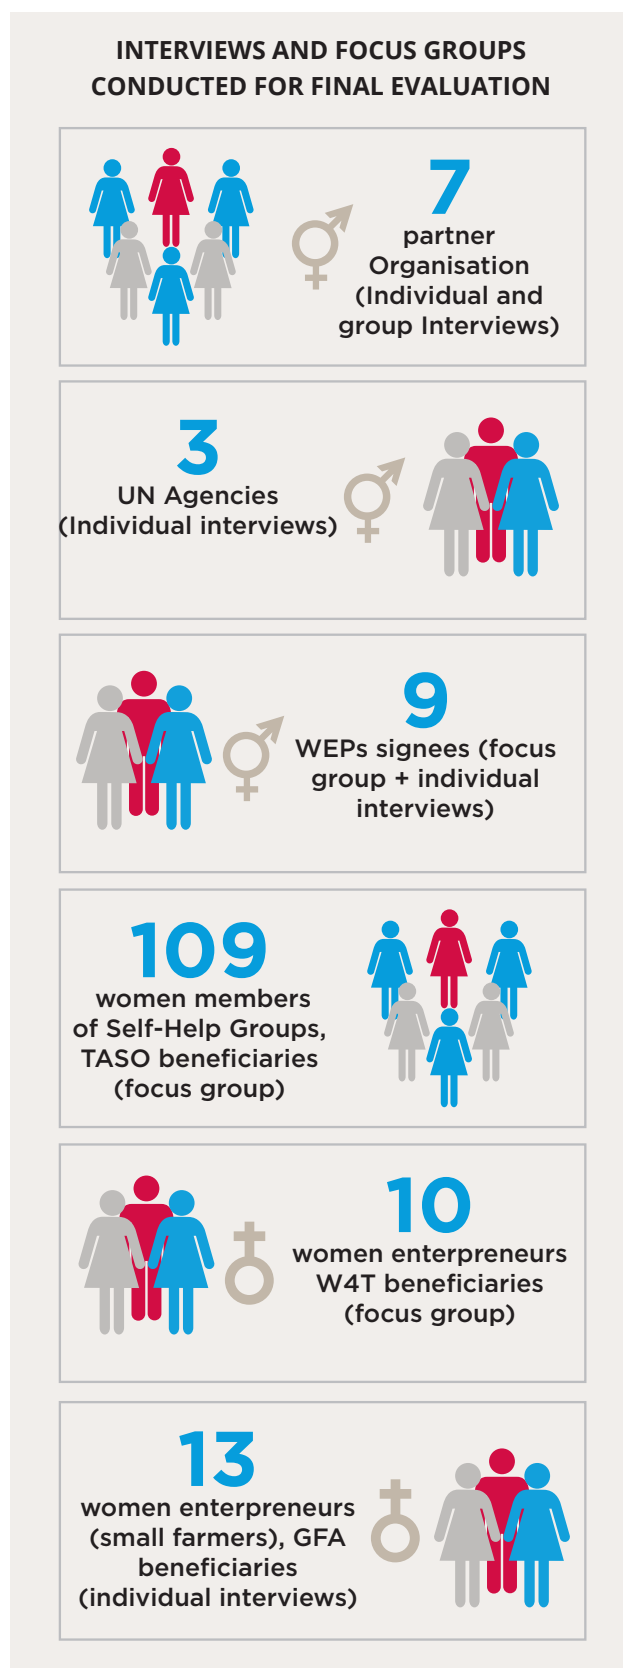 INTERVIEWS AND FOCUS GROUPS
CONDUCTED FOR FINAL EVALUATION
7
partner
Organisation
(Individual and
group Interviews)
3
UN Agencies
(Individual interviews)
9
WEPs signees (focus
group + individual
interviews)
109
women members
of Self-Help Groups,
TASO beneficiaries
(focus group)
10
women enterpreneurs
W4T beneficiaries
(focus group)
13
women enterpreneurs
(small farmers), GFA
beneficiaries
(individual interviews)